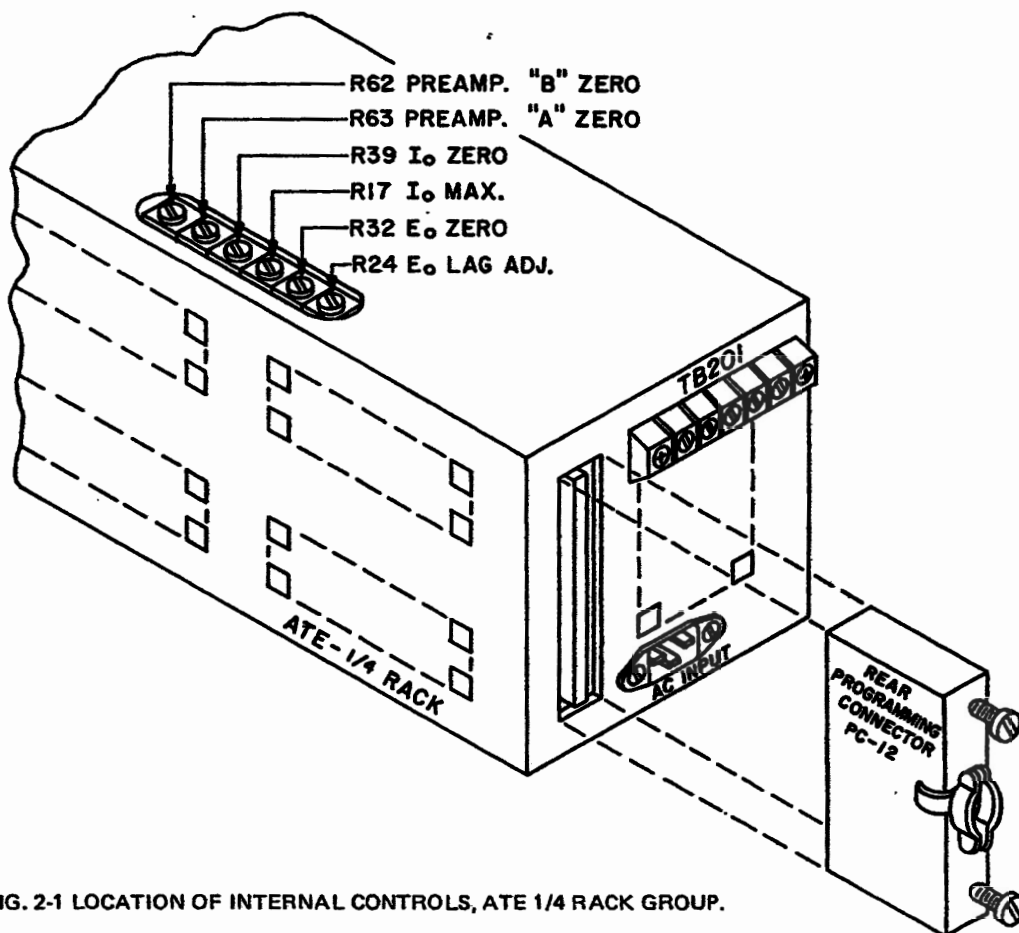 R62 PREAMP. "B" ZERO
R63 PREAMP. "A" ZERO
R39 Io ZERO
R17 Io MAX.
R32 Eo ZERO
R24 Eo LAG ADJ.
TB201
ATE-1/4 RACK
AC INPUT
REAR
PROGRAMMING
CONNECTOR
PC-12
IG. 2-1 LOCATION OF INTERNAL CONTROLS, ATE 1/4 RACK GROUP.